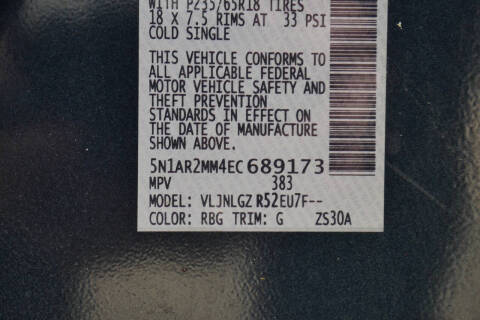 WITH P235/65R18 TIRES
18 X 7.5 RIMS AT 33 PSI
COLD SINGLE
THIS VEHICLE CONFORMS TO
ALL APPLICABLE FEDERAL
MOTOR VEHICLE SAFETY AND
THEFT PREVENTION
STANDARDS IN EFFECT ON
THE DATE OF MANUFACTURE
SHOWN ABOVE.
5N1AR2MM4EC689173
MPV 383
MODEL: VLJNLGZ R52EU7F--
COLOR: RBG TRIM: G ZS30A